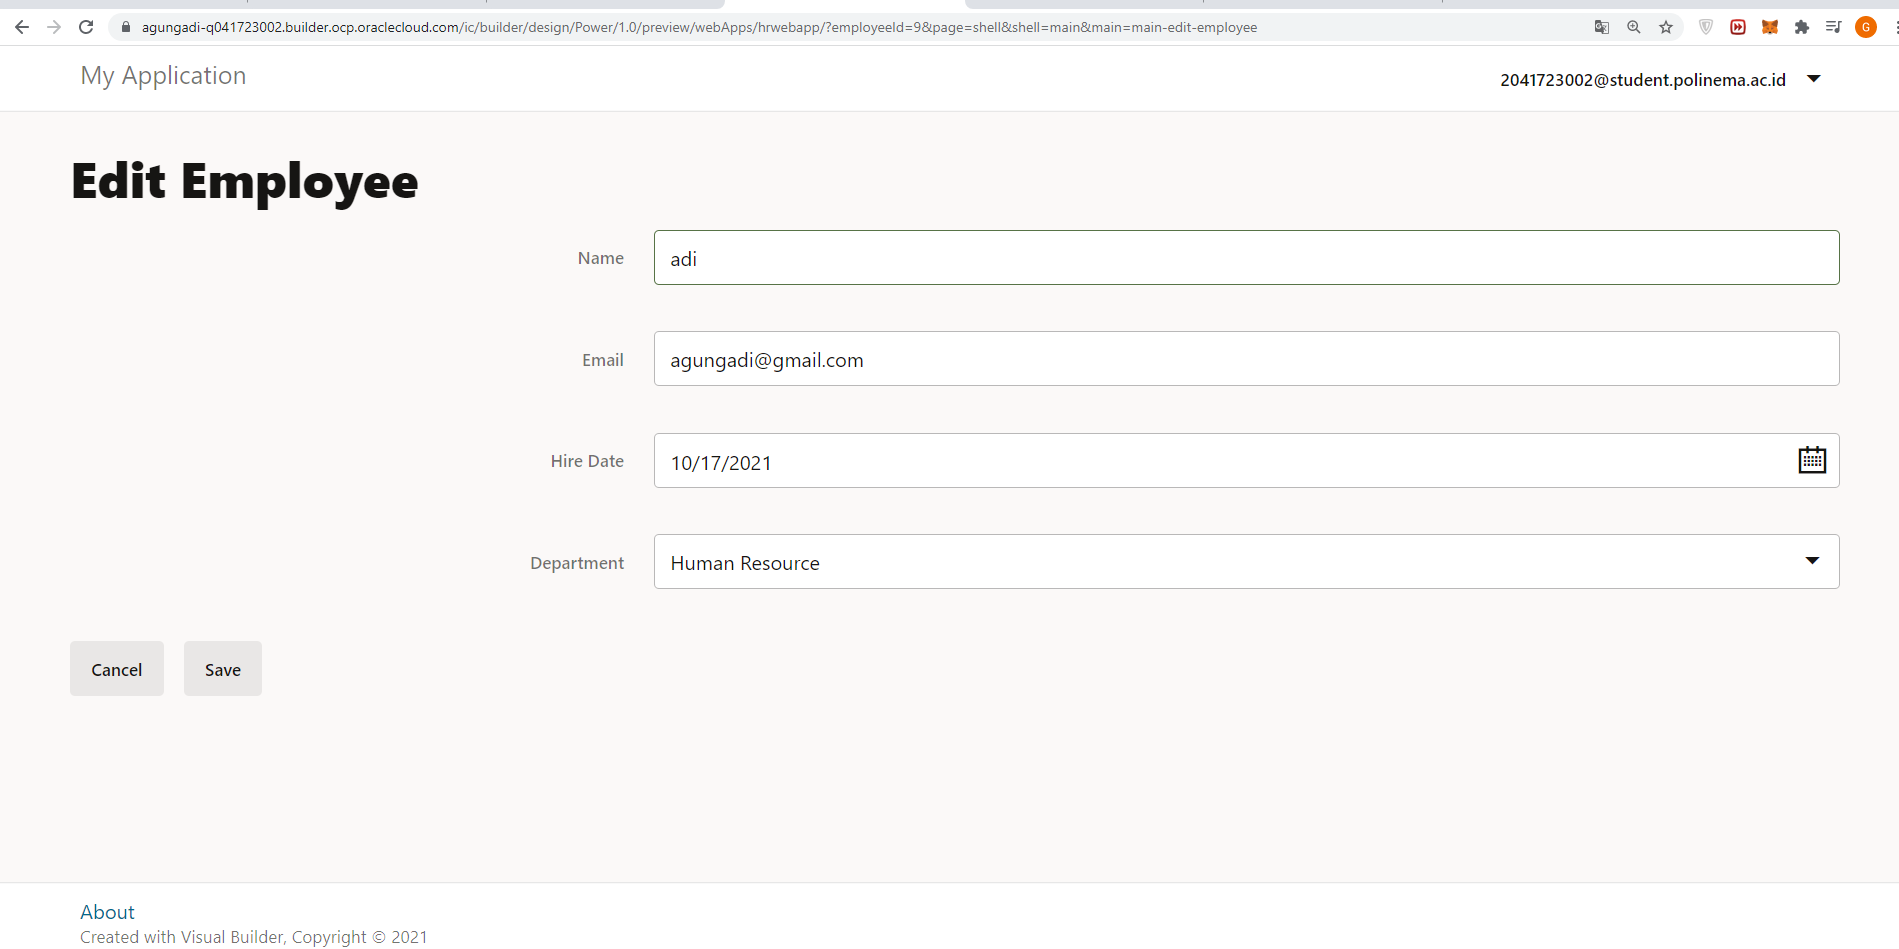 agungadi-q041723002.builder.ocp.oraclecloud.com/ic/builder/design/Power/1.0/preview/webApps/hrwebapp/?employeeId=9&page=shell&shell=main&main=main-edit-employee
G
My Application
2041723002@student.polinema.ac.id
Edit Employee
Name
adi
Email
agungadi@gmail.com
Hire Date
10/17/2021
Department
Human Resource
Cancel
Save
About
Created with Visual Builder, Copyright © 2021